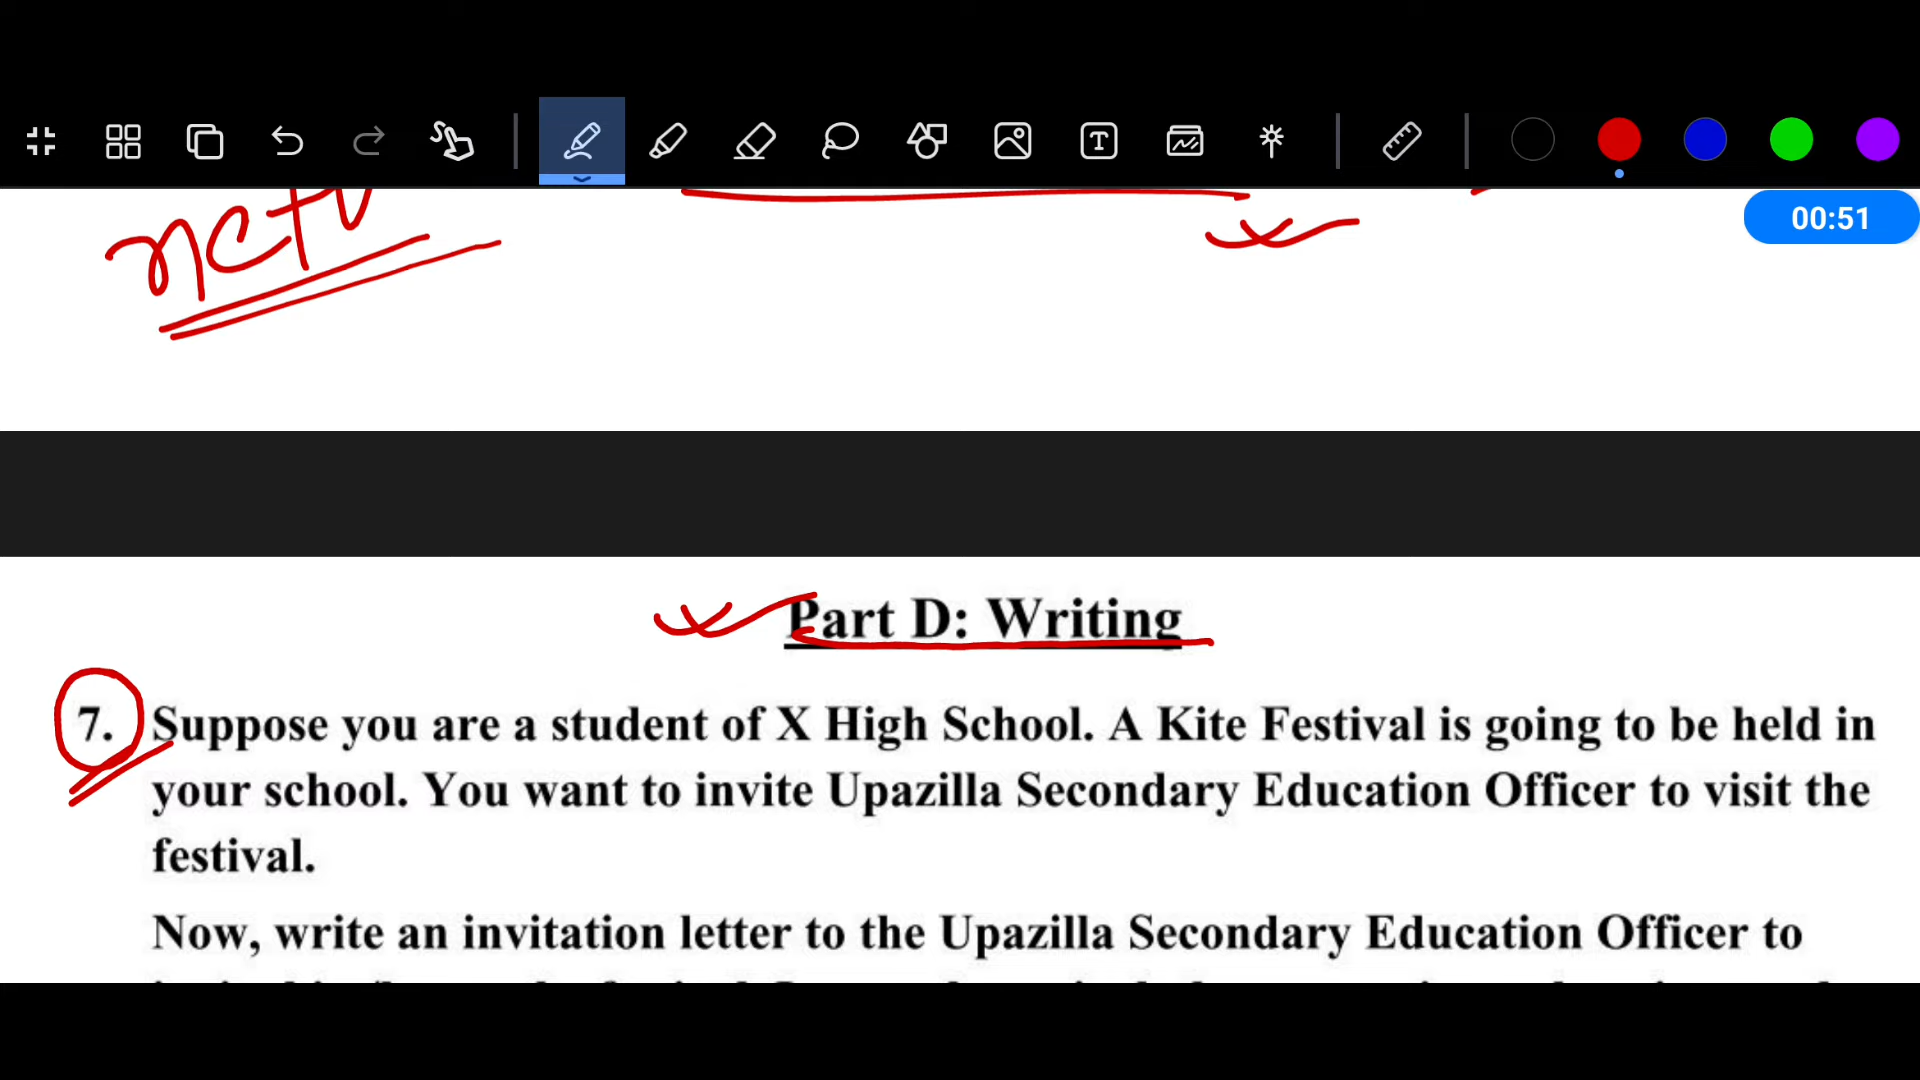 00:51
Part D: Writing
7. Suppose you are a student of X High School. A Kite Festival is going to be held in
your school. You want to invite Upazilla Secondary Education Officer to visit the
festival.
Now, write an invitation letter to the Upazilla Secondary Education Officer to